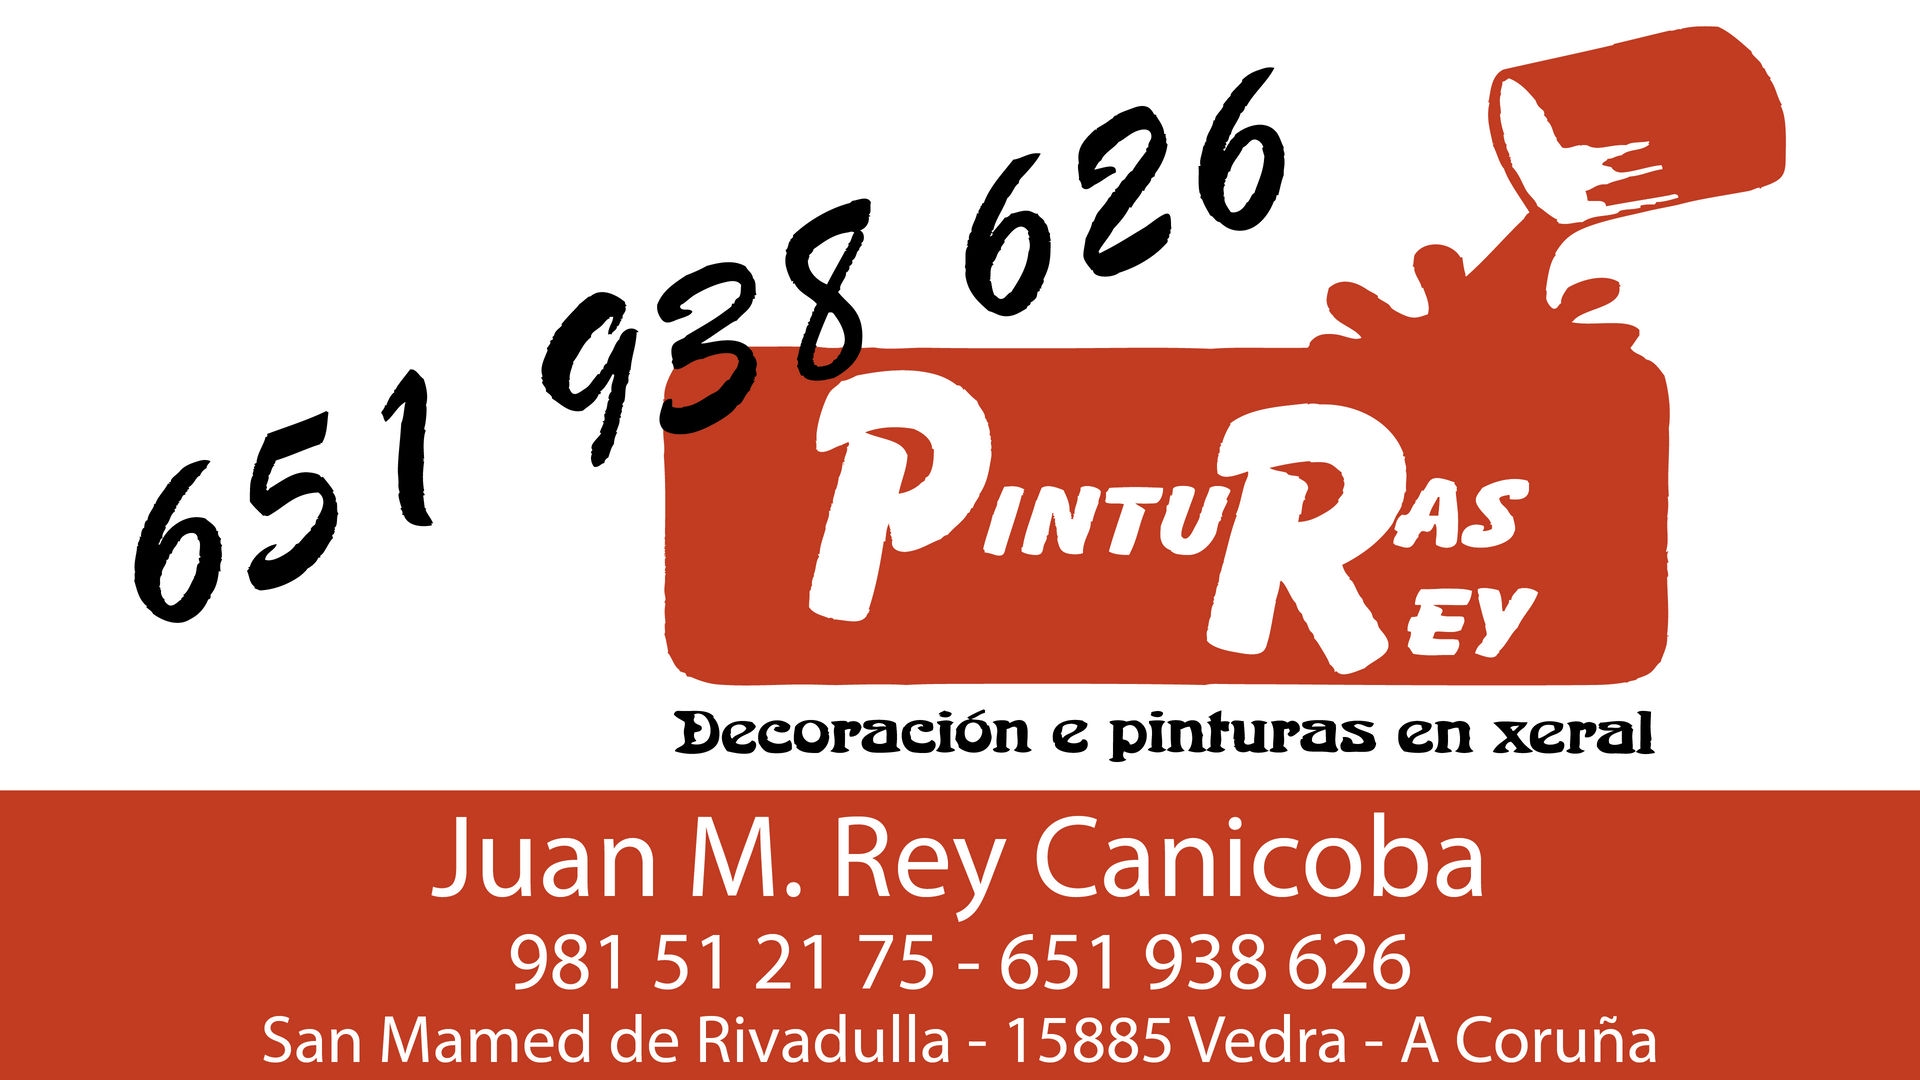 651 938 626
PINTURAS
REY
Decoración e pinturas en xeral
Juan M. Rey Canicoba
981 51 21 75 - 651 938 626
San Mamed de Rivadulla - 15885 Vedra - A Coruña